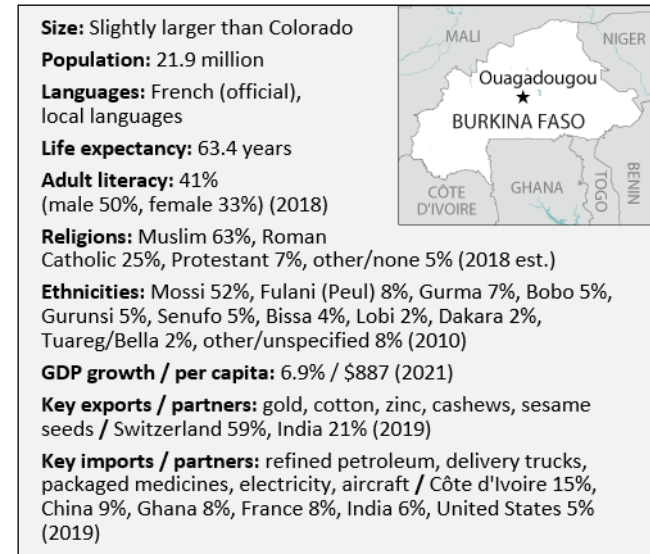 Size: Slightly larger than Colorado
Population: 21.9 million
Languages: French (official),
local languages
Life expectancy: 63.4 years
Adult literacy: 41%
(male 50%, female 33%) (2018)
Religions: Muslim 63%, Roman
Catholic 25%, Protestant 7%, other/none 5% (2018 est.)
Ethnicities: Mossi 52%, Fulani (Peul) 8%, Gurma 7%, Bobo 5%,
Gurunsi 5%, Senufo 5%, Bissa 4%, Lobi 2%, Dakara 2%,
Tuareg/Bella 2%, other/unspecified 8% (2010)
GDP growth / per capita: 6.9% / $887 (2021)
Key exports / partners: gold, cotton, zinc, cashews, sesame
seeds / Switzerland 59%, India 21% (2019)
Key imports / partners: refined petroleum, delivery trucks,
packaged medicines, electricity, aircraft / Côte d'Ivoire 15%,
China 9%, Ghana 8%, France 8%, India 6%, United States 5%
(2019)
MALI
NIGER
Ouagadougou
BURKINA FASO
CÔTE
D'IVOIRE
GHANA
TOGO
BENIN